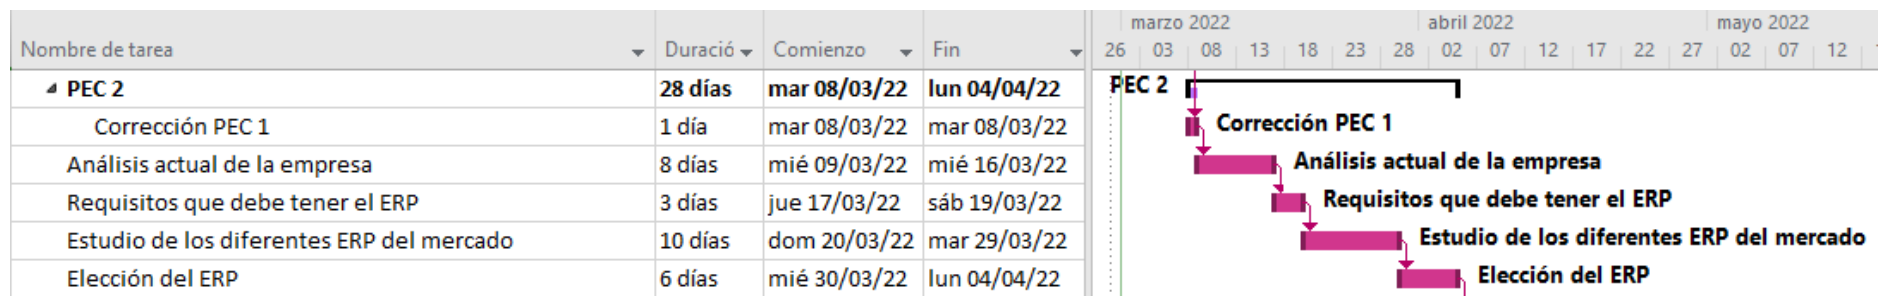 marzo 2022 abril 2022 mayo 2022
Nombre de tarea Duració Comienzo Fin 26 03 08 13 18 23 28 02 07 12 17 22 27 02 07 12
PEC 2 28 días mar 08/03/22 lun 04/04/22 PEC 2
Corrección PEC 1 1 día mar 08/03/22 mar 08/03/22 Corrección PEC 1
Análisis actual de la empresa 8 días mié 09/03/22 mié 16/03/22 Análisis actual de la empresa
Requisitos que debe tener el ERP 3 días jue 17/03/22 sáb 19/03/22 Requisitos que debe tener el ERP
Estudio de los diferentes ERP del mercado 10 días dom 20/03/22 mar 29/03/22 Estudio de los diferentes ERP del mercado
Elección del ERP 6 días mié 30/03/22 lun 04/04/22 Elección del ERP